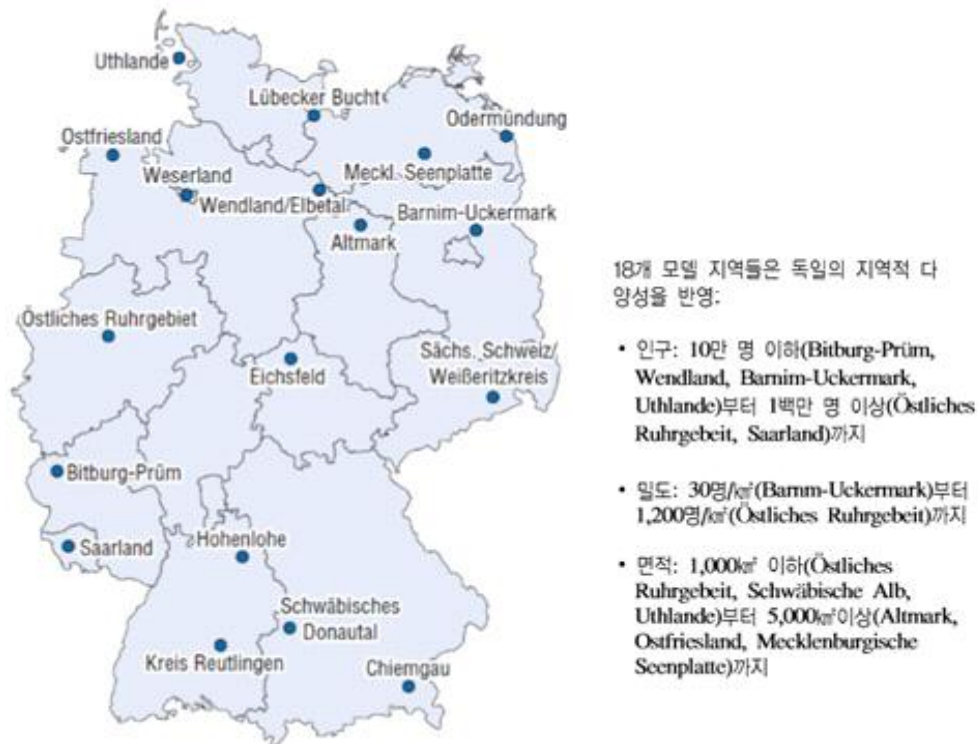 Uthlande
Lübecker Bucht
Odermündung
Ostfriesland
Meckl. Seenplatte
Weserland
Wendland/Elbetal
Barnim-Uckermark
Altmark
Östliches Ruhrgebiet
Sächs. Schweiz/
Weißeritzkreis
Eichsfeld
Bitburg-Prüm
Saarland
Hohenlohe
Schwäbisches
Donautal
Kreis Reutlingen
Chiemgau
18개 모델 지역들은 독일의 지역적 다
양성을 반영:
• 인구: 10만 명 이하(Bitburg-Prüm,
Wendland, Barnim-Uckermark,
Uthlande)부터 1백만 명 이상(Östliches
Ruhrgebeit, Saarland)까지
• 밀도: 30명/㎢(Barnm-Uckermark)부터
1,200명/㎢(Östliches Ruhrgebeit)까지
• 면적: 1,000㎢ 이하(Östliches
Ruhrgebeit, Schwäbische Alb,
Uthlande)부터 5,000㎢이상(Altmark,
Ostfriesland, Mecklenburgische
Seenplatte)까지